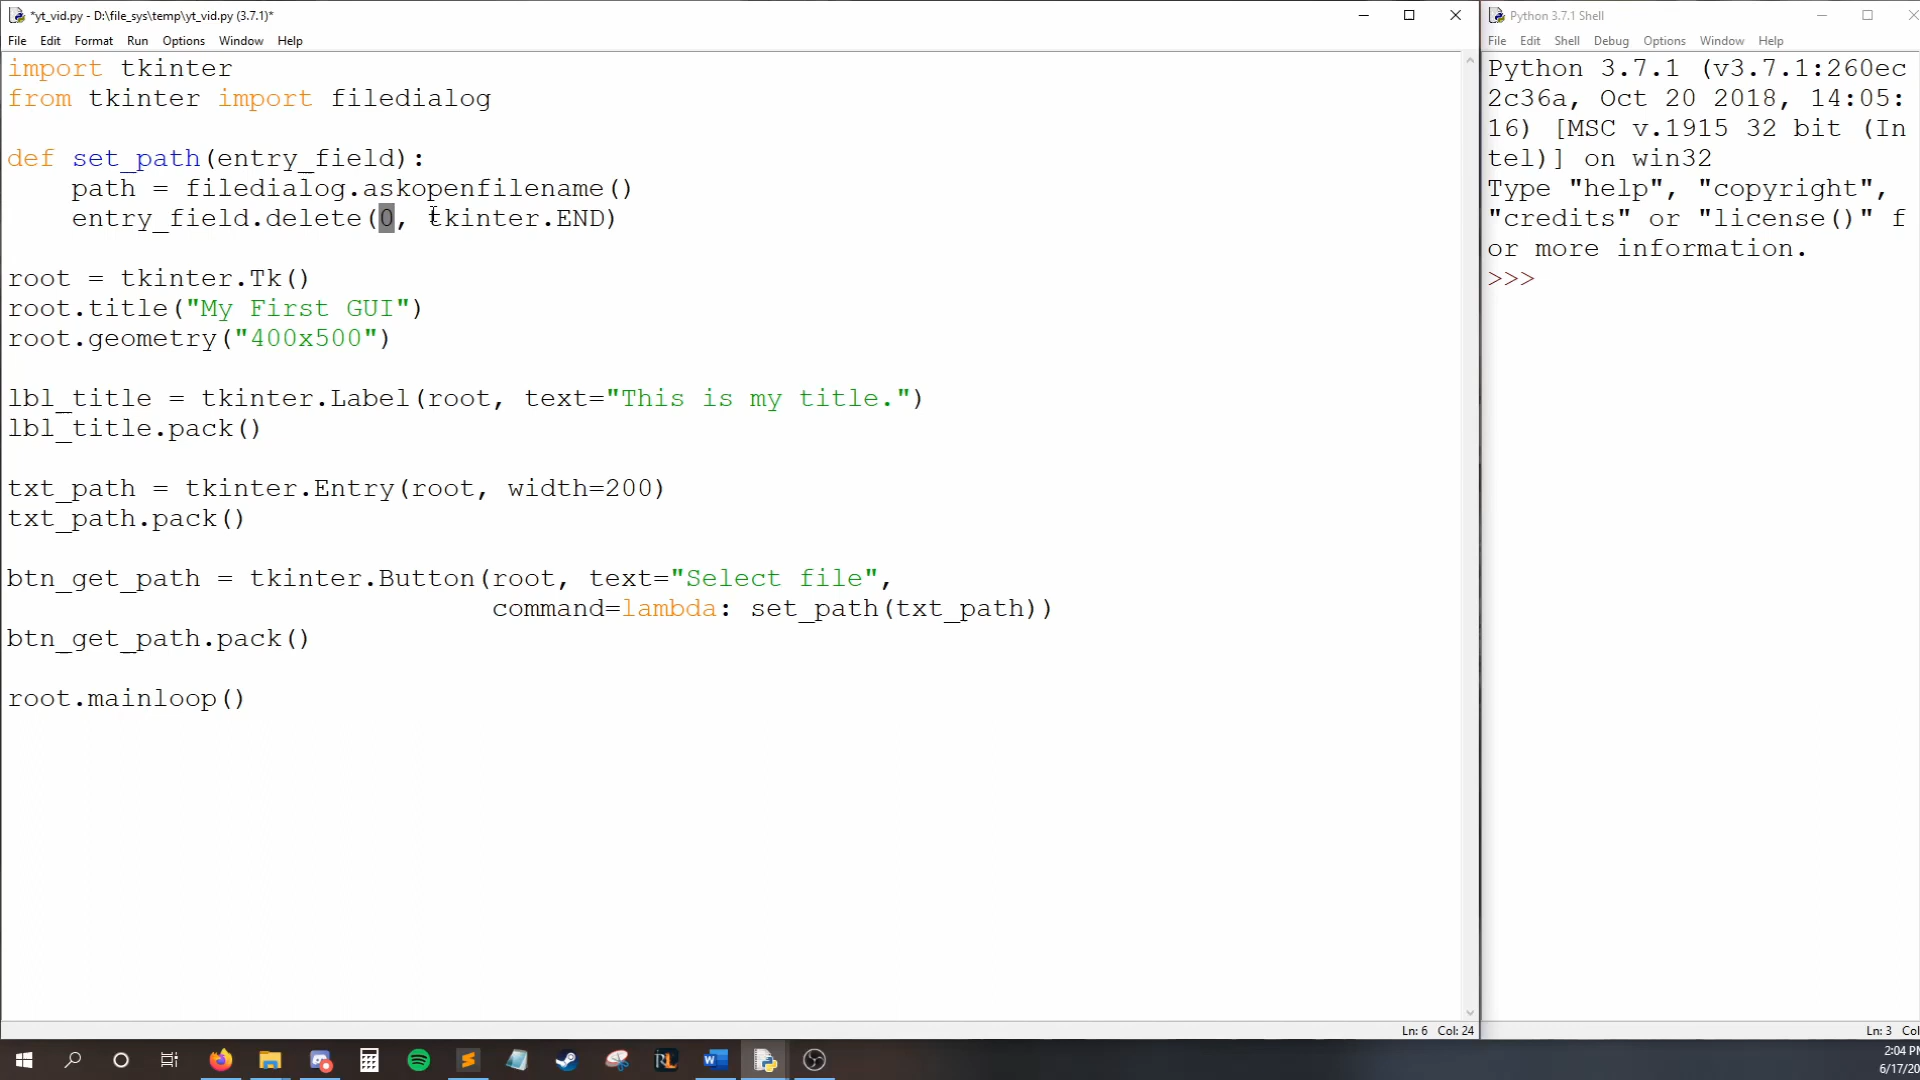 *yt_vid.py - D:\file_sys\temp\yt_vid.py (3.7.1)*
File Edit Format Run Options Window Help
import tkinter
from tkinter import filedialog
def set_path(entry_field):
    path = filedialog.askopenfilename()
    entry_field.delete(0, tkinter.END)
root = tkinter.Tk()
root.title("My First GUI")
root.geometry("400x500")
lbl_title = tkinter.Label(root, text="This is my title.")
lbl_title.pack()
txt_path = tkinter.Entry(root, width=200)
txt_path.pack()
btn_get_path = tkinter.Button(root, text="Select file",
                              command=lambda: set_path(txt_path))
btn_get_path.pack()
root.mainloop()
Ln: 6 Col: 24
Python 3.7.1 Shell
File Edit Shell Debug Options Window Help
Python 3.7.1 (v3.7.1:260ec
2c36a, Oct 20 2018, 14:05:
16) [MSC v.1915 32 bit (In
tel)] on win32
Type "help", "copyright",
"credits" or "license()" f
or more information.
>>>
Ln: 3 Col
2:04 PM
6/17/20